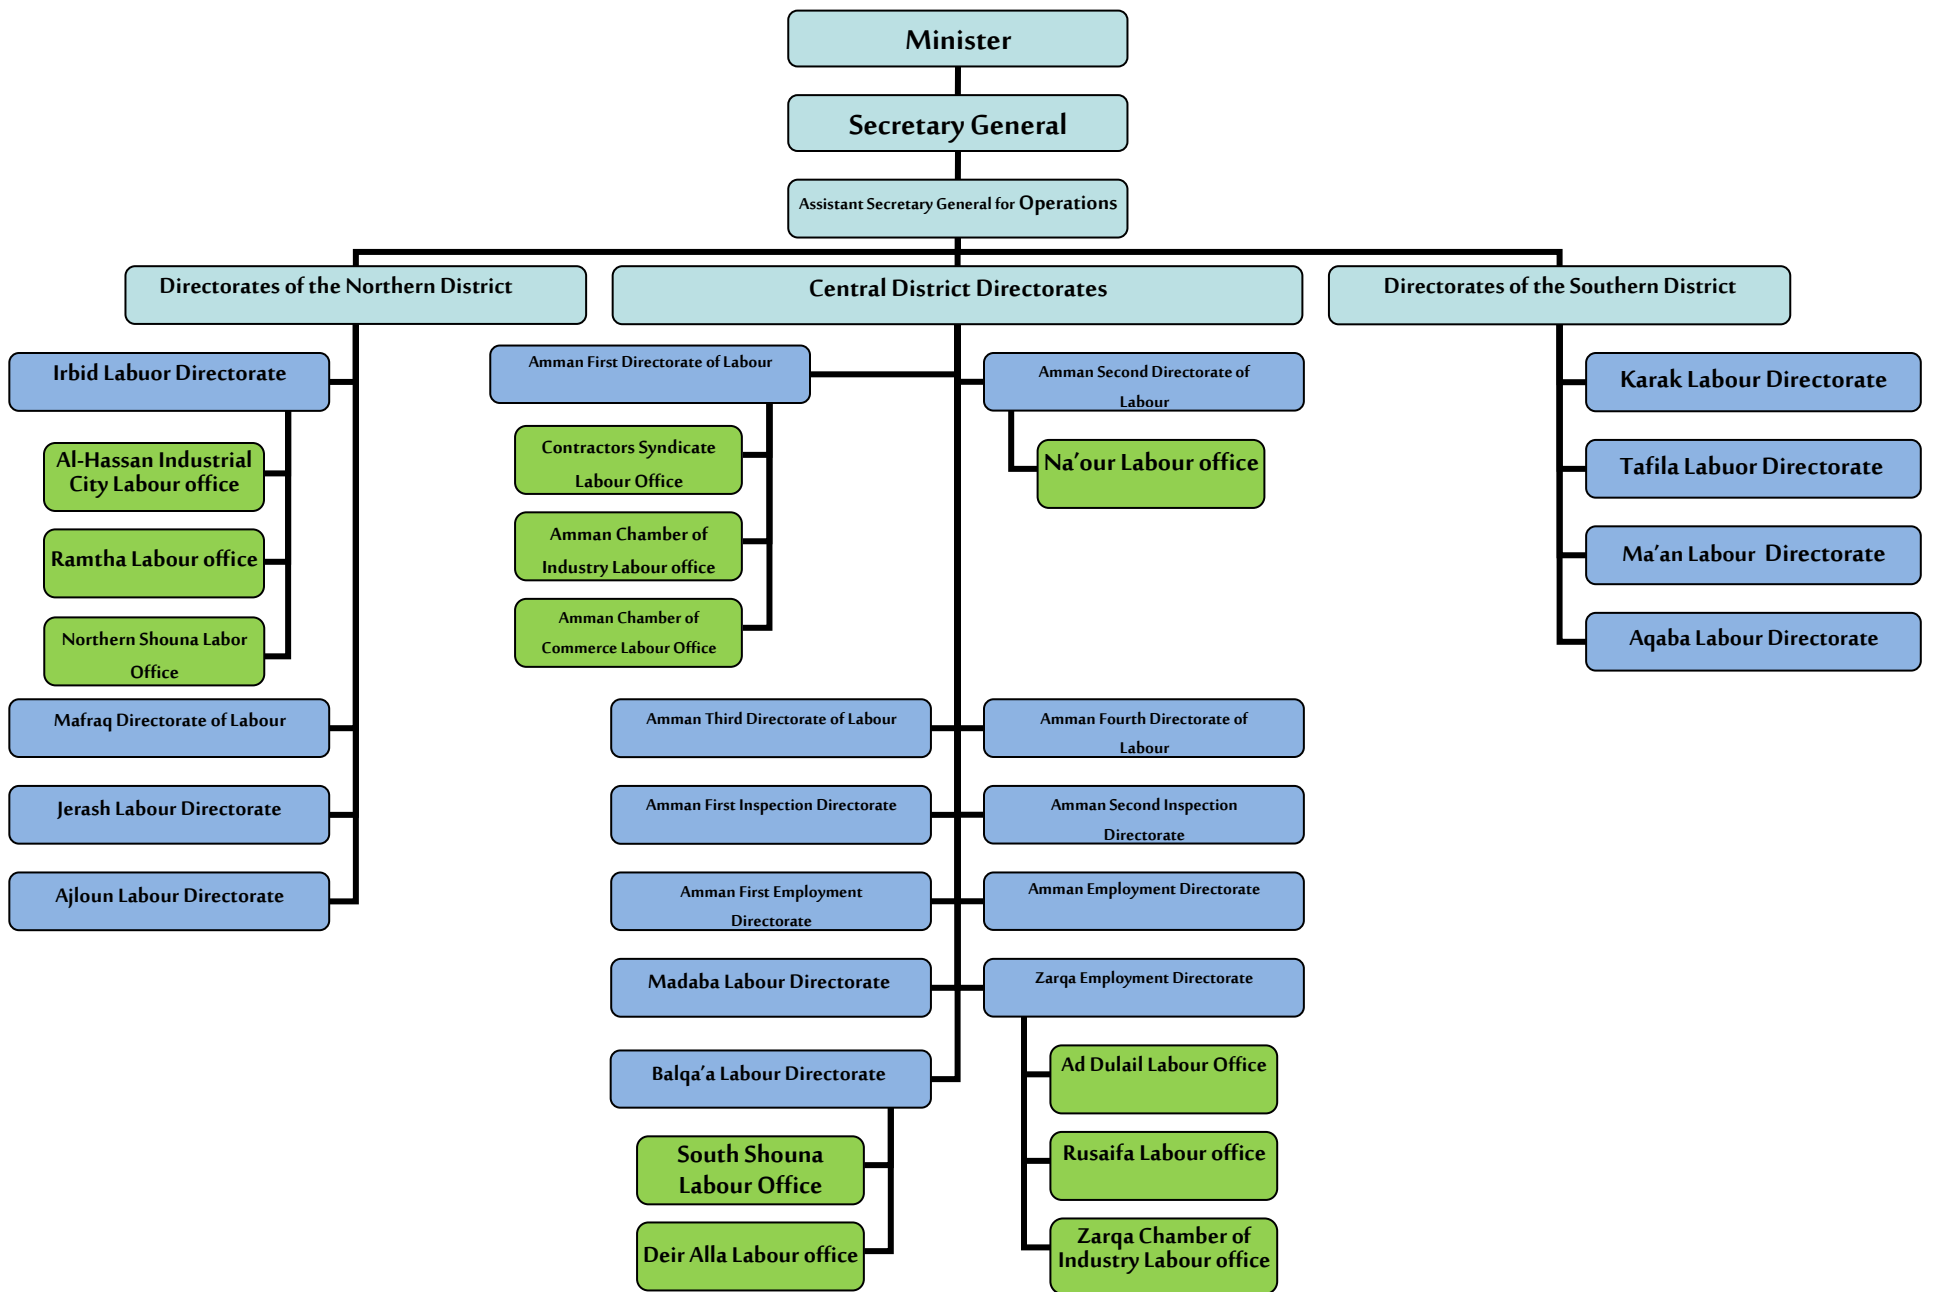 Minister
Secretary General
Assistant Secretary General for Operations
Directorates of the Northern District
Central District Directorates
Directorates of the Southern District
Irbid Labuor Directorate
Al-Hassan Industrial
City Labour office
Ramtha Labour office
Northern Shouna Labor
Office
Mafraq Directorate of Labour
Jerash Labour Directorate
Ajloun Labour Directorate
Amman First Directorate of Labour
Contractors Syndicate
Labour Office
Amman Chamber of
Industry Labour office
Amman Chamber of
Commerce Labour Office
Amman Second Directorate of
Labour
Na’our Labour office
Amman Third Directorate of Labour
Amman Fourth Directorate of
Labour
Amman First Inspection Directorate
Amman Second Inspection
Directorate
Amman First Employment
Directorate
Amman Employment Directorate
Madaba Labour Directorate
Zarqa Employment Directorate
Balqa’a Labour Directorate
South Shouna
Labour Office
Deir Alla Labour office
Ad Dulail Labour Office
Rusaifa Labour office
Zarqa Chamber of
Industry Labour office
Karak Labour Directorate
Tafila Labuor Directorate
Ma’an Labour Directorate
Aqaba Labour Directorate